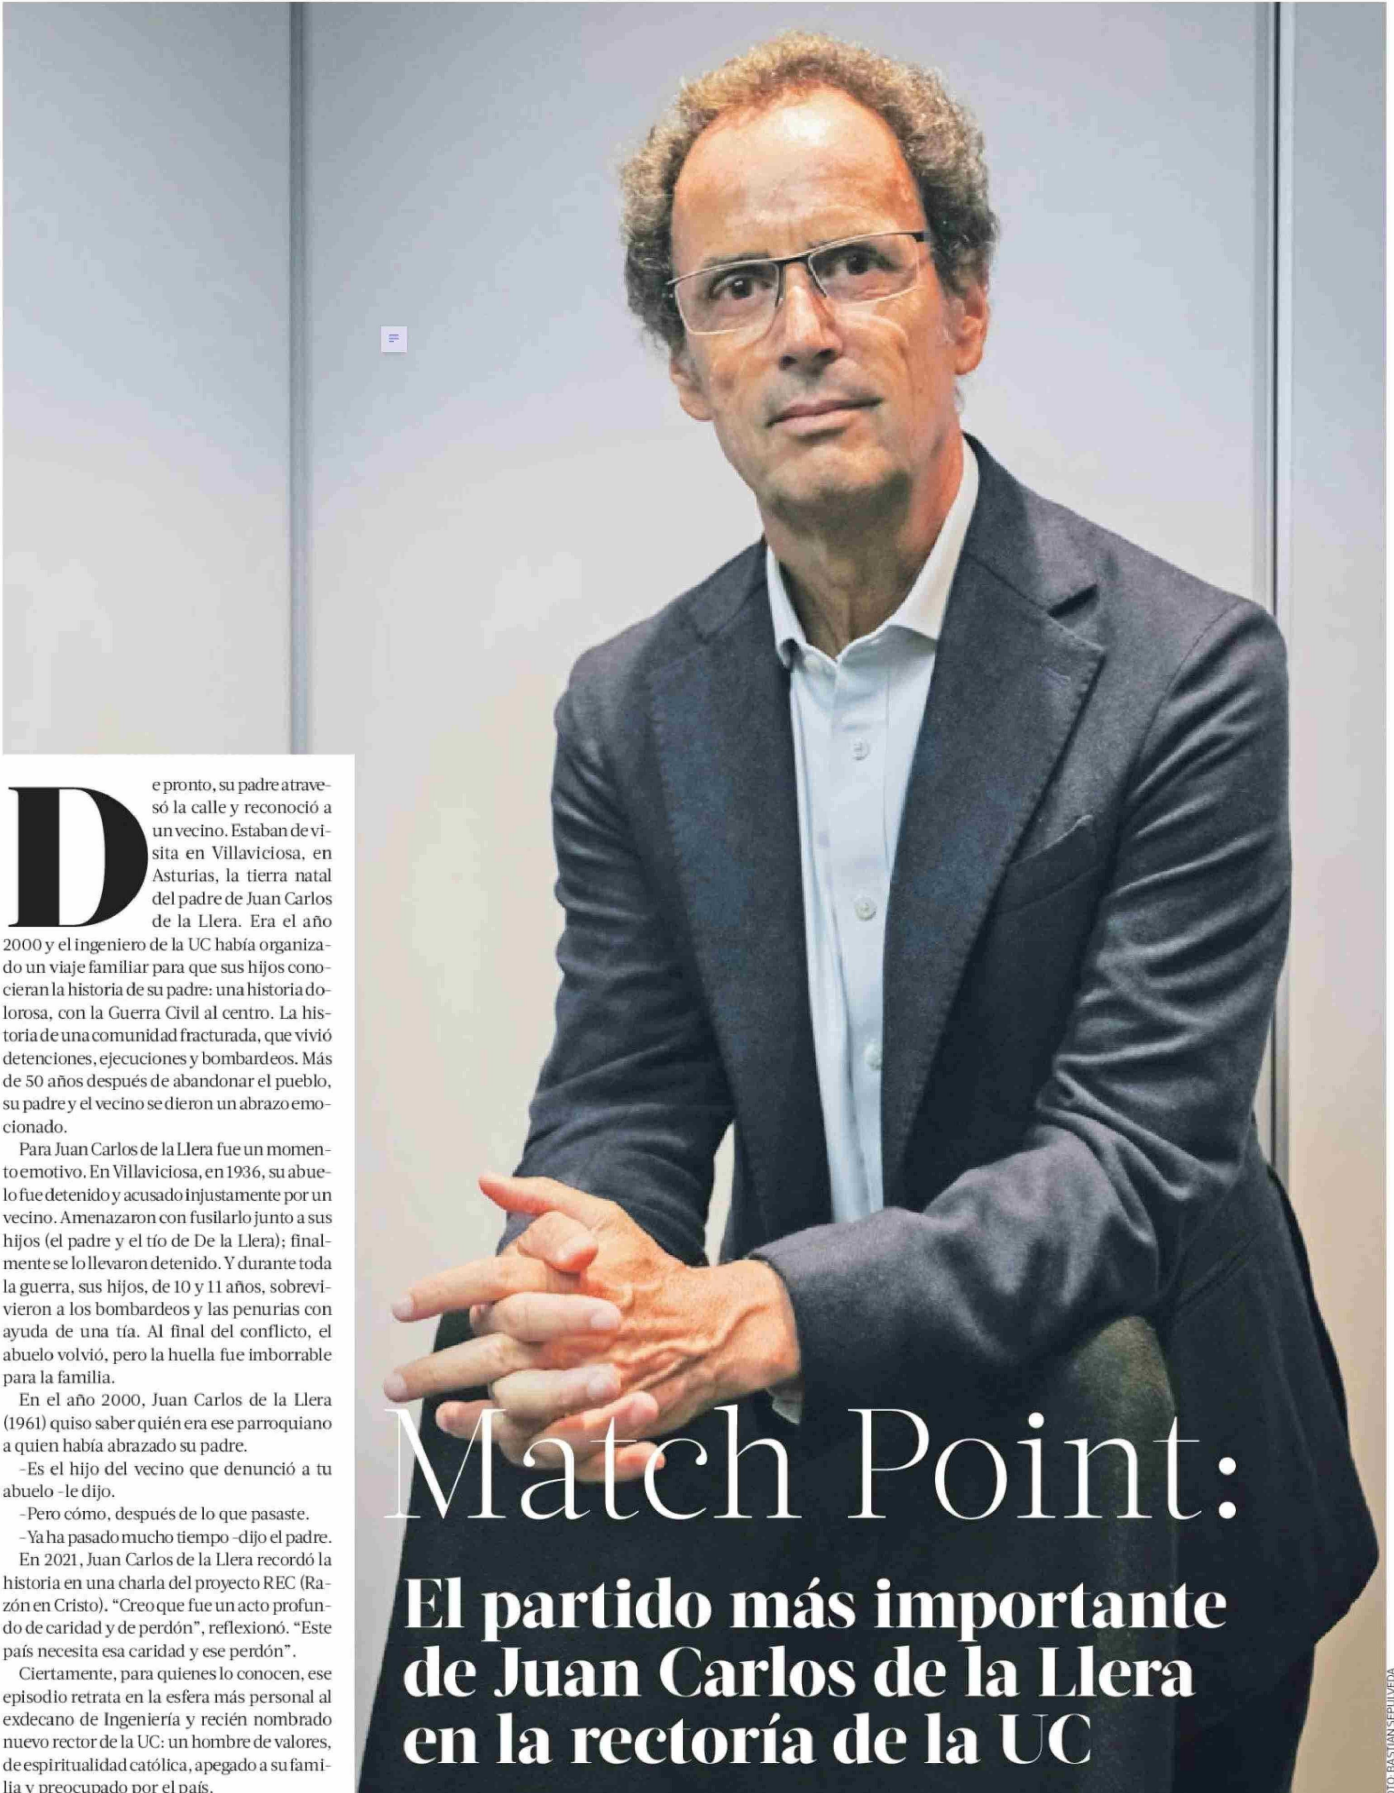 De pronto, su padre atrave-
só la calle y reconoció a
un vecino. Estaban de vi-
sita en Villaviciosa, en
Asturias, la tierra natal
del padre de Juan Carlos
de la Llera. Era el año
2000 y el ingeniero de la UC había organiza-
do un viaje familiar para que sus hijos cono-
cieran la historia de su padre: una historia do-
lorosa, con la Guerra Civil al centro. La his-
toria de una comunidad fracturada, que vivió
detenciones, ejecuciones y bombardeos. Más
de 50 años después de abandonar el pueblo,
su padre y el vecino se dieron un abrazo emo-
cionado.
Para Juan Carlos de la Llera fue un momen-
to emotivo. En Villaviciosa, en 1936, su abue-
lo fue detenido y acusado injustamente por un
vecino. Amenazaron con fusilarlo junto a sus
hijos (el padre y el tío de De la Llera); final-
mente se lo llevaron detenido. Y durante toda
la guerra, sus hijos, de 10 y 11 años, sobrevi-
vieron a los bombardeos y las penurias con
ayuda de una tía. Al final del conflicto, el
abuelo volvió, pero la huella fue imborrable
para la familia.
En el año 2000, Juan Carlos de la Llera
(1961) quiso saber quién era ese parroquiano
a quien había abrazado su padre.
-Es el hijo del vecino que denunció a tu
abuelo -le dijo.
-Pero cómo, después de lo que pasaste.
-Ya ha pasado mucho tiempo -dijo el padre.
En 2021, Juan Carlos de la Llera recordó la
historia en una charla del proyecto REC (Ra-
zón en Cristo). “Creo que fue un acto profun-
do de caridad y de perdón”, reflexionó. “Este
país necesita esa caridad y ese perdón”.
Ciertamente, para quienes lo conocen, ese
episodio retrata en la esfera más personal al
exdecano de Ingeniería y recién nombrado
nuevo rector de la UC: un hombre de valores,
de espiritualidad católica, apegado a su fami-
lia y preocupado por el país.
Match Point:
El partido más importante
de Juan Carlos de la Llera
en la rectoría de la UC
OTO: BASTIÁN SEPÚLVEDA